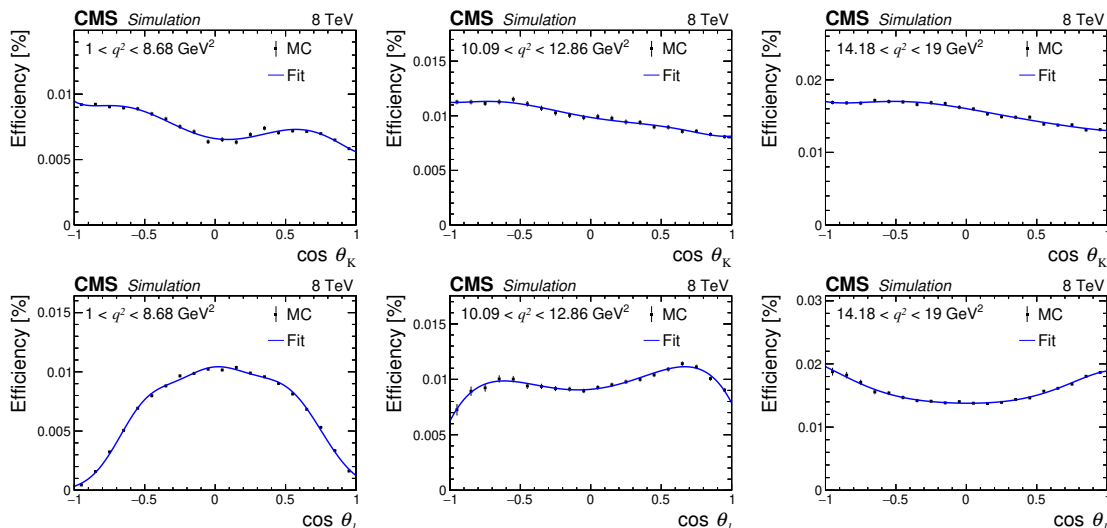 CMS Simulation 8 TeV
1 < q² < 8.68 GeV² MC
Fit
Efficiency [%]
0.01
0.005
0
−1 −0.5 0 0.5 1
cos θ_K
CMS Simulation 8 TeV
10.09 < q² < 12.86 GeV² MC
Fit
Efficiency [%]
0.015
0.01
0.005
0
−1 −0.5 0 0.5 1
cos θ_K
CMS Simulation 8 TeV
14.18 < q² < 19 GeV² MC
Fit
Efficiency [%]
0.02
0.01
0
−1 −0.5 0 0.5 1
cos θ_K
CMS Simulation 8 TeV
1 < q² < 8.68 GeV² MC
Fit
Efficiency [%]
0.015
0.01
0.005
0
−1 −0.5 0 0.5 1
cos θ_l
CMS Simulation 8 TeV
10.09 < q² < 12.86 GeV² MC
Fit
Efficiency [%]
0.015
0.01
0.005
0
−1 −0.5 0 0.5 1
cos θ_l
CMS Simulation 8 TeV
14.18 < q² < 19 GeV² MC
Fit
Efficiency [%]
0.03
0.02
0.01
0
−1 −0.5 0 0.5 1
cos θ_l